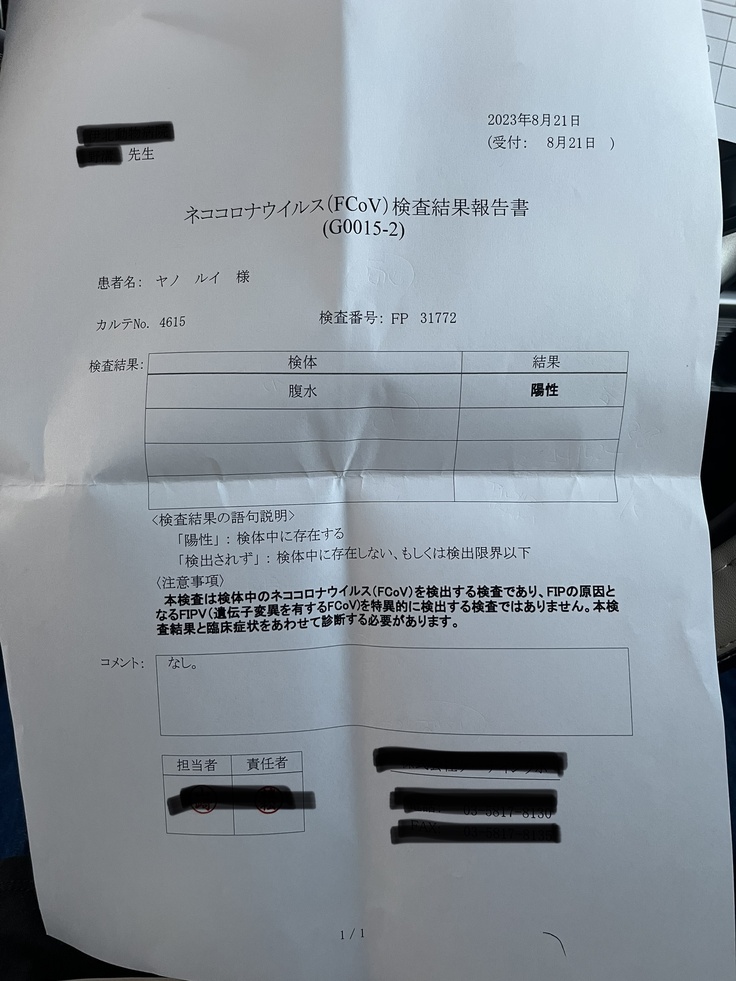 2023年8月21日
(受付: 8月21日 )
先生
ネココロナウイルス(FCoV)検査結果報告書
(G0015-2)
患者名: ヤノ ルイ 様
カルテNo. 4615 検査番号: FP 31772
検査結果: 検体 結果
腹水 陽性
〈検査結果の語句説明〉
「陽性」: 検体中に存在する
「検出されず」: 検体中に存在しない、もしくは検出限界以下
〈注意事項〉
本検査は検体中のネココロナウイルス(FCoV)を検出する検査であり、FIPの原因と
なるFIPV(遺伝子変異を有するFCoV)を特異的に検出する検査ではありません。本検
査結果と臨床症状をあわせて診断する必要があります。
コメント: なし。
担当者 責任者
1 / 1